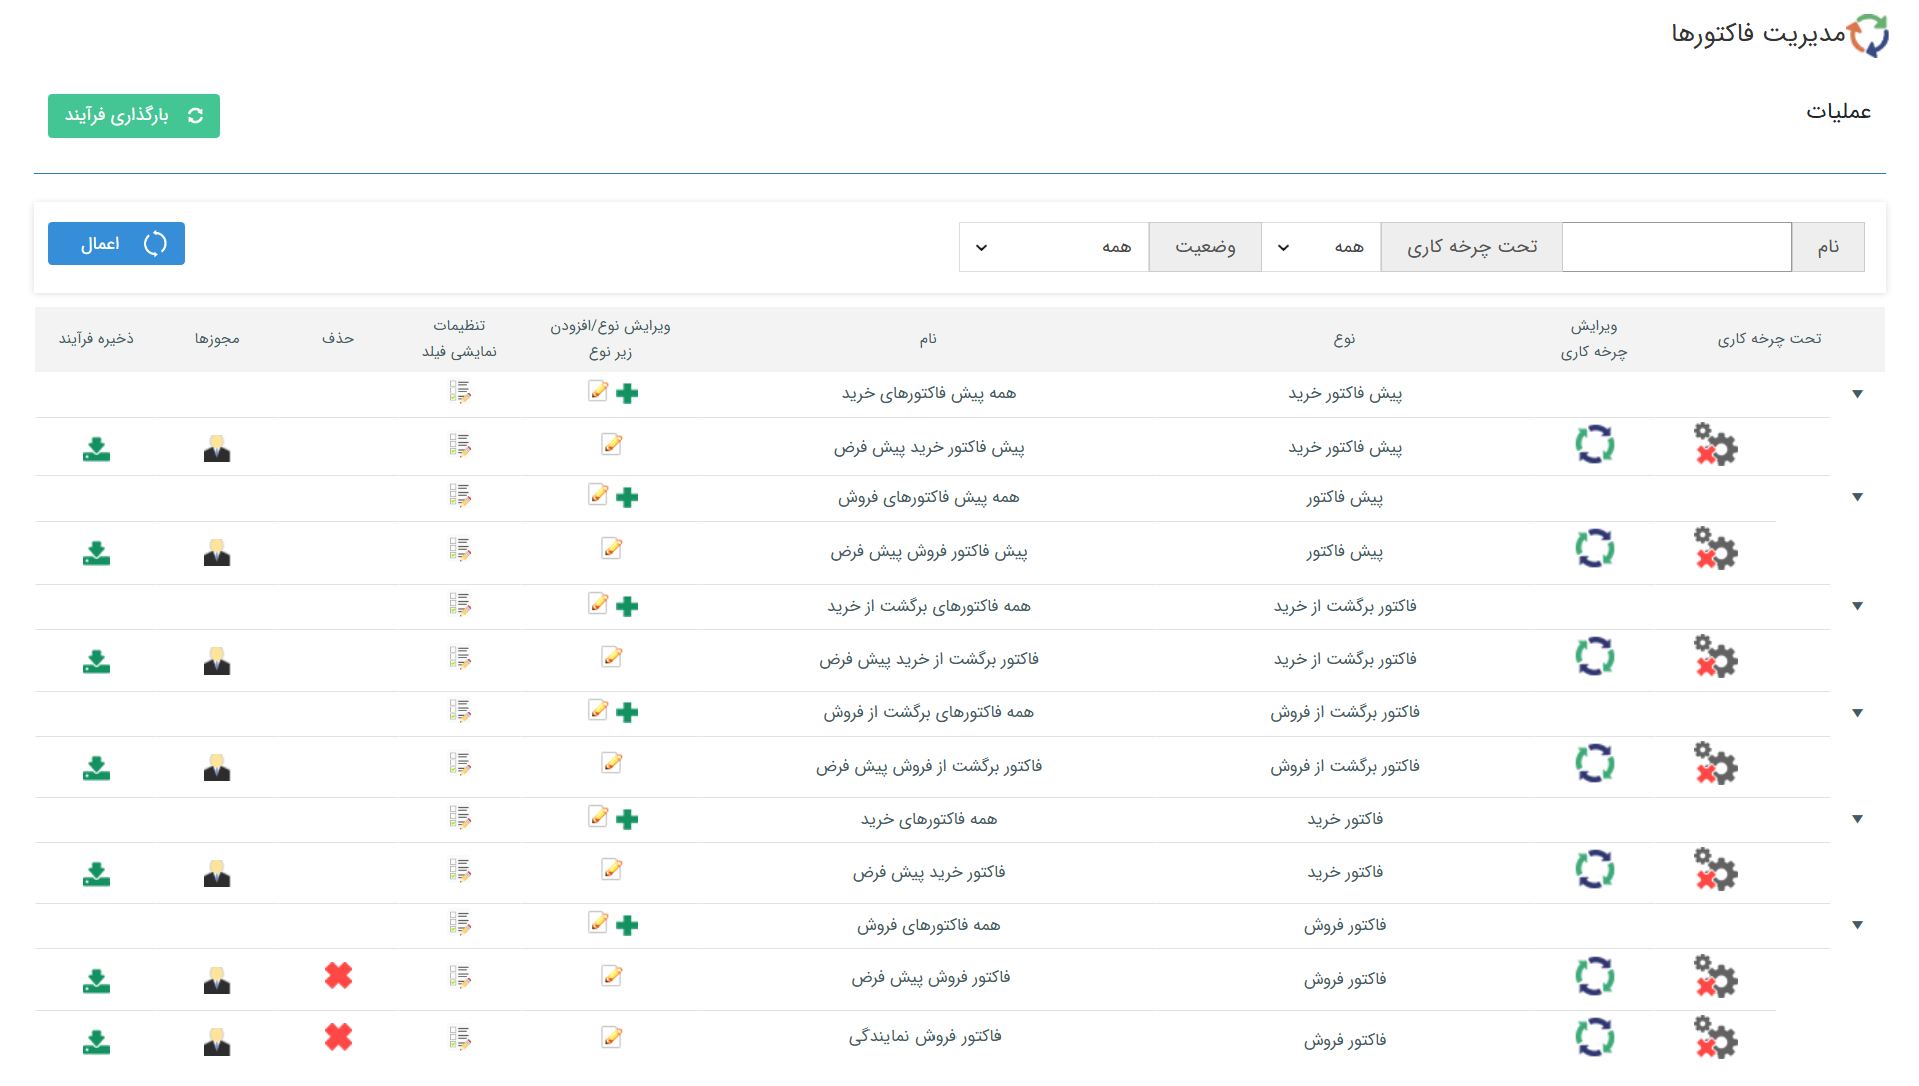 مدیریت فاکتورها
عملیات
بارگذاری فرآیند
نام
تحت چرخه کاری
همه
وضعیت
همه
اعمال
تحت چرخه کاری
ویرایش
چرخه کاری
نوع
نام
ویرایش نوع/افزودن
زیر نوع
تنظیمات
نمایشی فیلد
حذف
مجوزها
ذخیره فرآیند
پیش فاکتور خرید
همه پیش فاکتورهای خرید
پیش فاکتور خرید
پیش فاکتور خرید پیش فرض
پیش فاکتور
همه پیش فاکتورهای فروش
پیش فاکتور
پیش فاکتور فروش پیش فرض
فاکتور برگشت از خرید
همه فاکتورهای برگشت از خرید
فاکتور برگشت از خرید
فاکتور برگشت از خرید پیش فرض
فاکتور برگشت از فروش
همه فاکتورهای برگشت از فروش
فاکتور برگشت از فروش
فاکتور برگشت از فروش پیش فرض
فاکتور خرید
همه فاکتورهای خرید
فاکتور خرید
فاکتور خرید پیش فرض
فاکتور فروش
همه فاکتورهای فروش
فاکتور فروش
فاکتور فروش پیش فرض
فاکتور فروش
فاکتور فروش نمایندگی